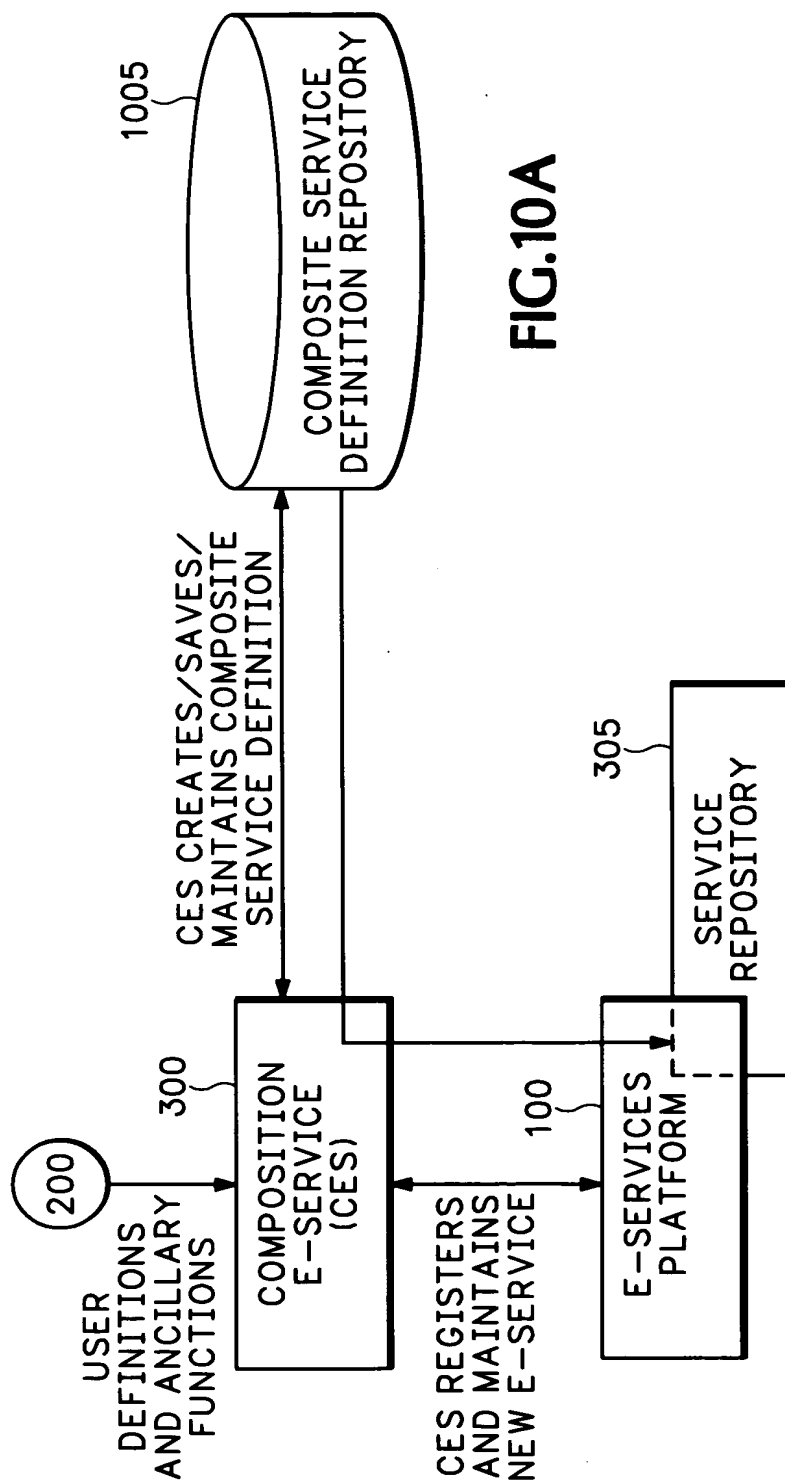 200
USER
DEFINITIONS
AND ANCILLARY
FUNCTIONS
300
COMPOSITION
E-SERVICE
(CES)
CES CREATES/SAVES/
MAINTAINS COMPOSITE
SERVICE DEFINITION
1005
COMPOSITE SERVICE
DEFINITION REPOSITORY
CES REGISTERS
AND MAINTAINS
NEW E-SERVICE
100
E-SERVICES
PLATFORM
305
SERVICE
REPOSITORY
FIG.10A